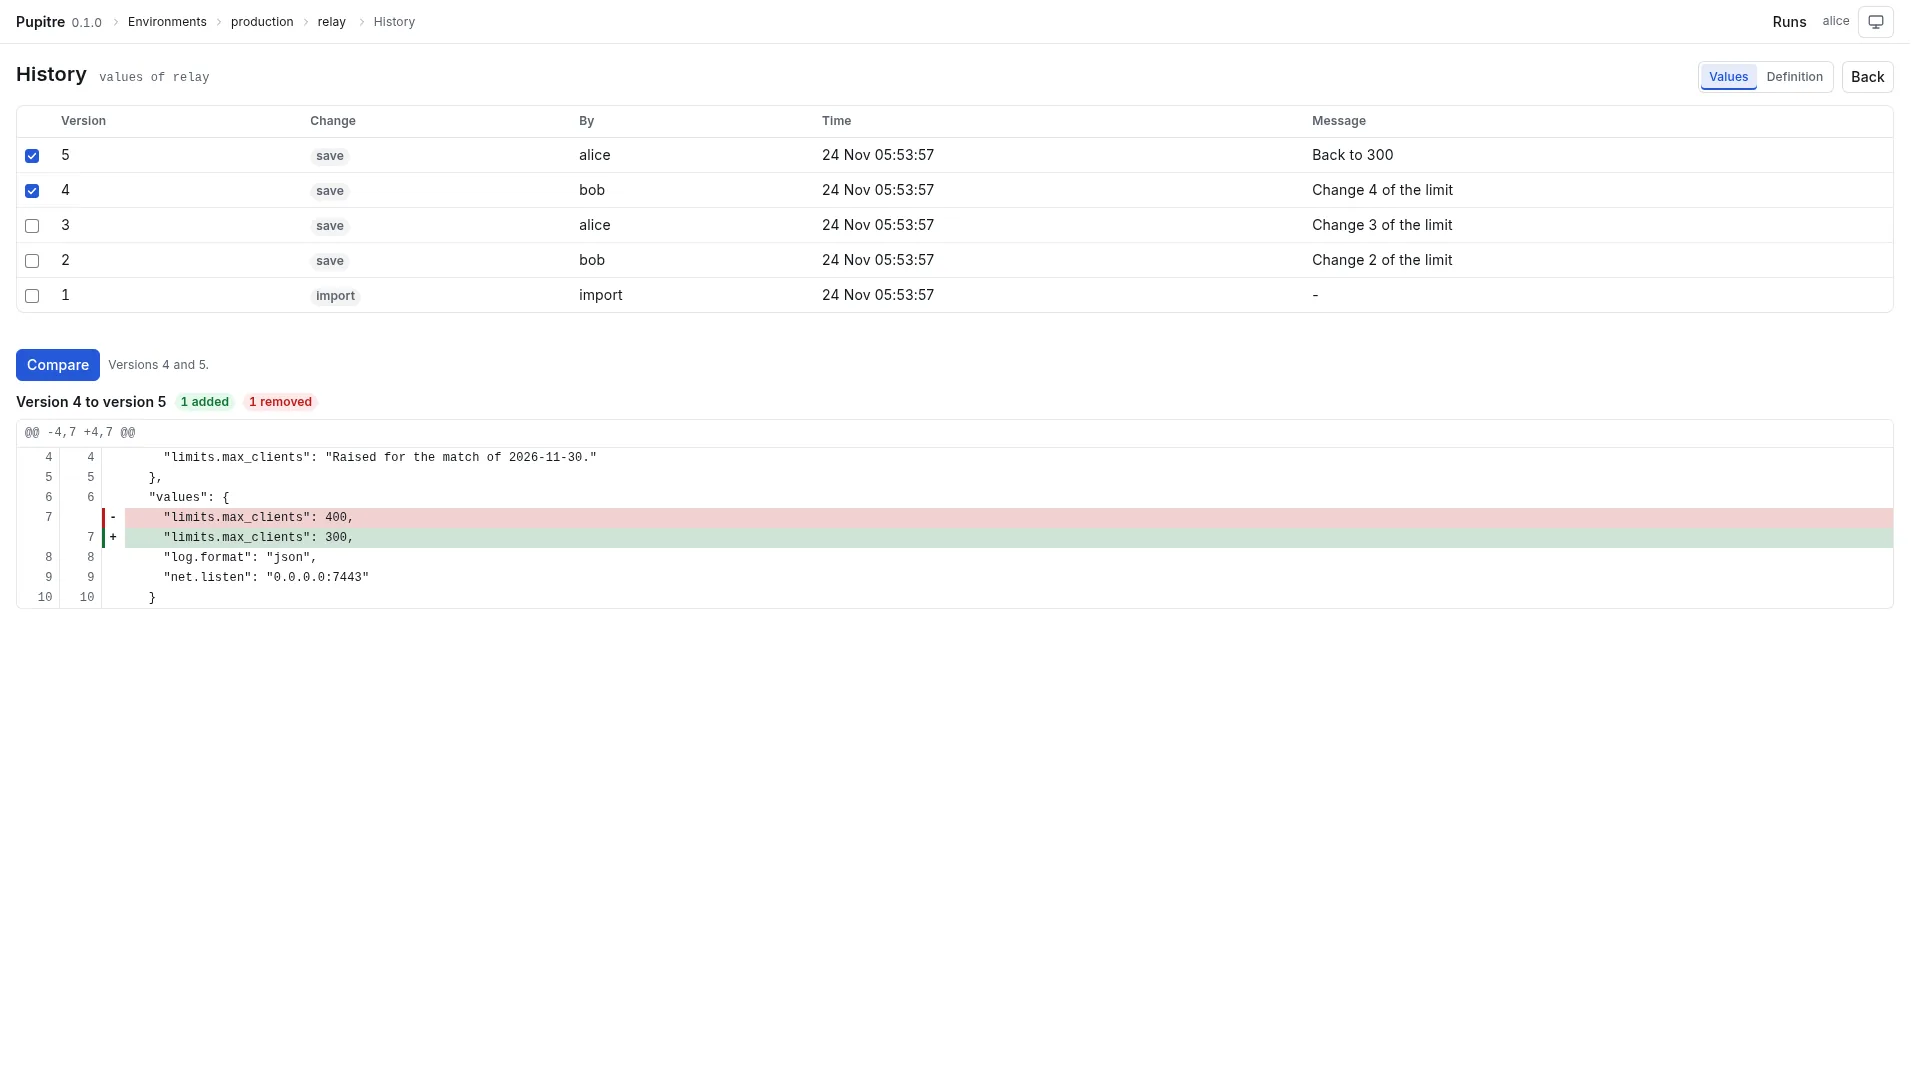 Pupitre 0.1.0 Environments production relay History Runs alice
History values of relay Values Definition Back
Version Change By Time Message
5 save alice 24 Nov 05:53:57 Back to 300
4 save bob 24 Nov 05:53:57 Change 4 of the limit
3 save alice 24 Nov 05:53:57 Change 3 of the limit
2 save bob 24 Nov 05:53:57 Change 2 of the limit
1 import import 24 Nov 05:53:57 -
Compare Versions 4 and 5.
Version 4 to version 5 1 added 1 removed
@@ -4,7 +4,7 @@
4 4 "limits.max_clients": "Raised for the match of 2026-11-30."
5 5 },
6 6 "values": {
7 - "limits.max_clients": 400,
7 + "limits.max_clients": 300,
8 8 "log.format": "json",
9 9 "net.listen": "0.0.0.0:7443"
10 10 }